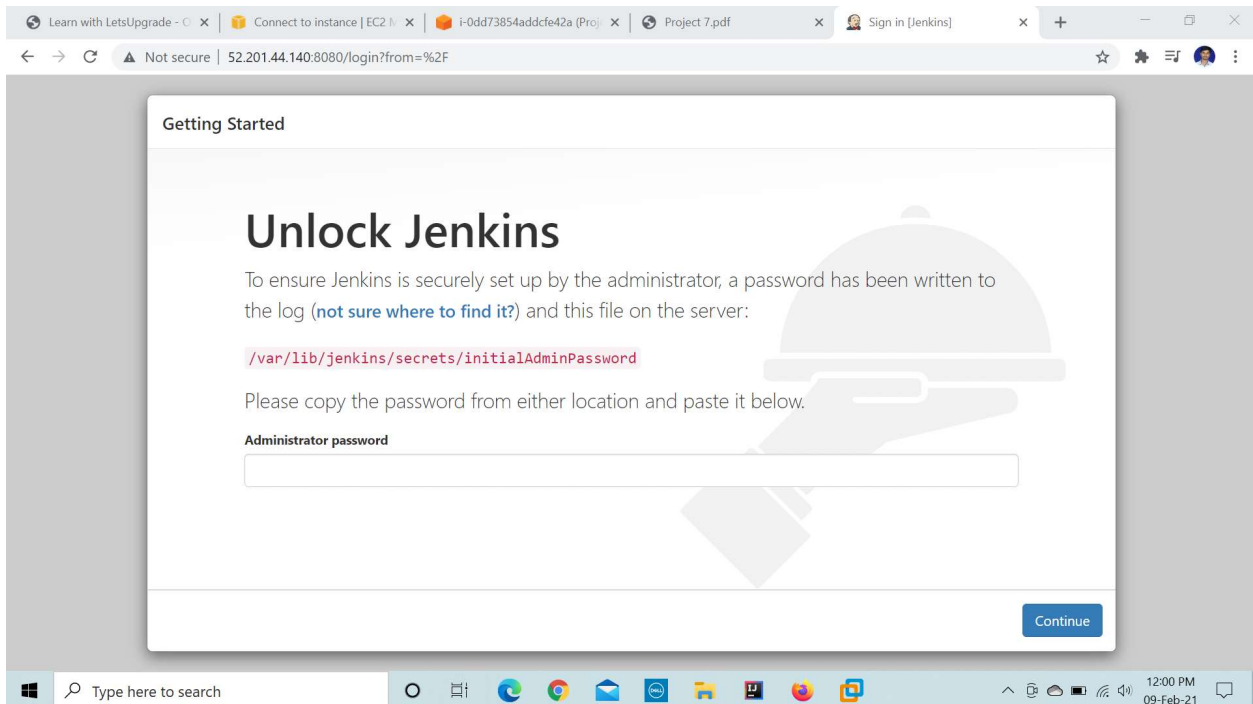 Learn with LetsUpgrade - O
Connect to instance | EC2 M
i-0dd73854addcfe42a (Proj
Project 7.pdf
Sign in [Jenkins]
Not secure | 52.201.44.140:8080/login?from=%2F
Getting Started
Unlock Jenkins
To ensure Jenkins is securely set up by the administrator, a password has been written to
the log (not sure where to find it?) and this file on the server:
/var/lib/jenkins/secrets/initialAdminPassword
Please copy the password from either location and paste it below.
Administrator password
Continue
Type here to search
DELL
12:00 PM
09-Feb-21